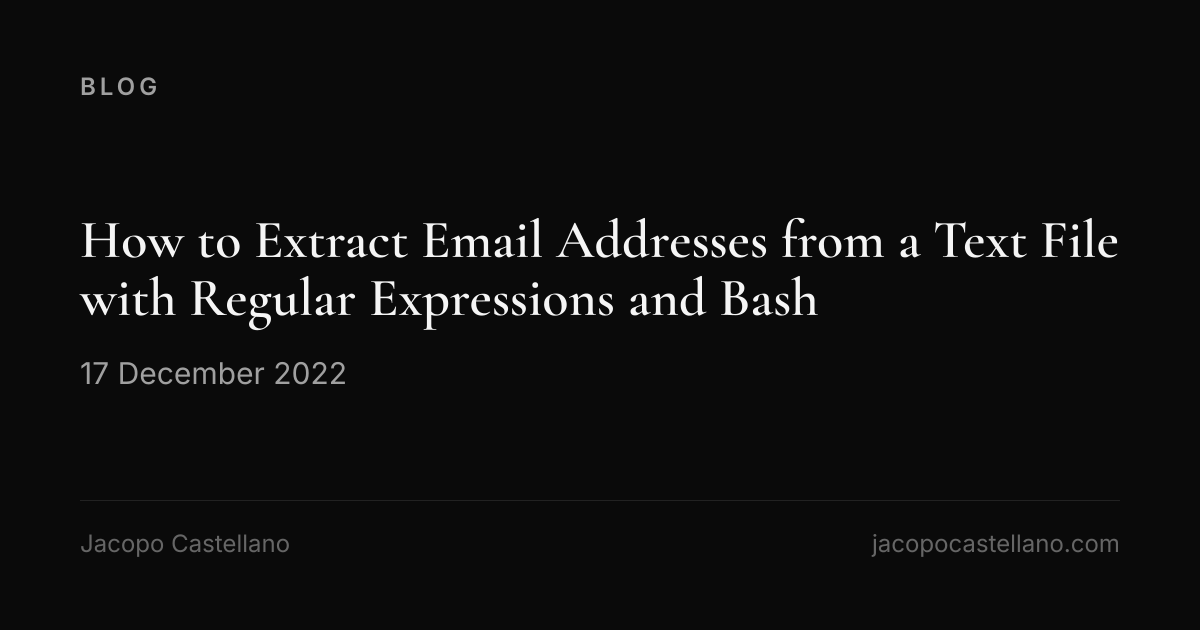 BLOG
How to Extract Email Addresses from a Text File
with Regular Expressions and Bash
17 December 2022
Jacopo Castellano
jacopocastellano.com